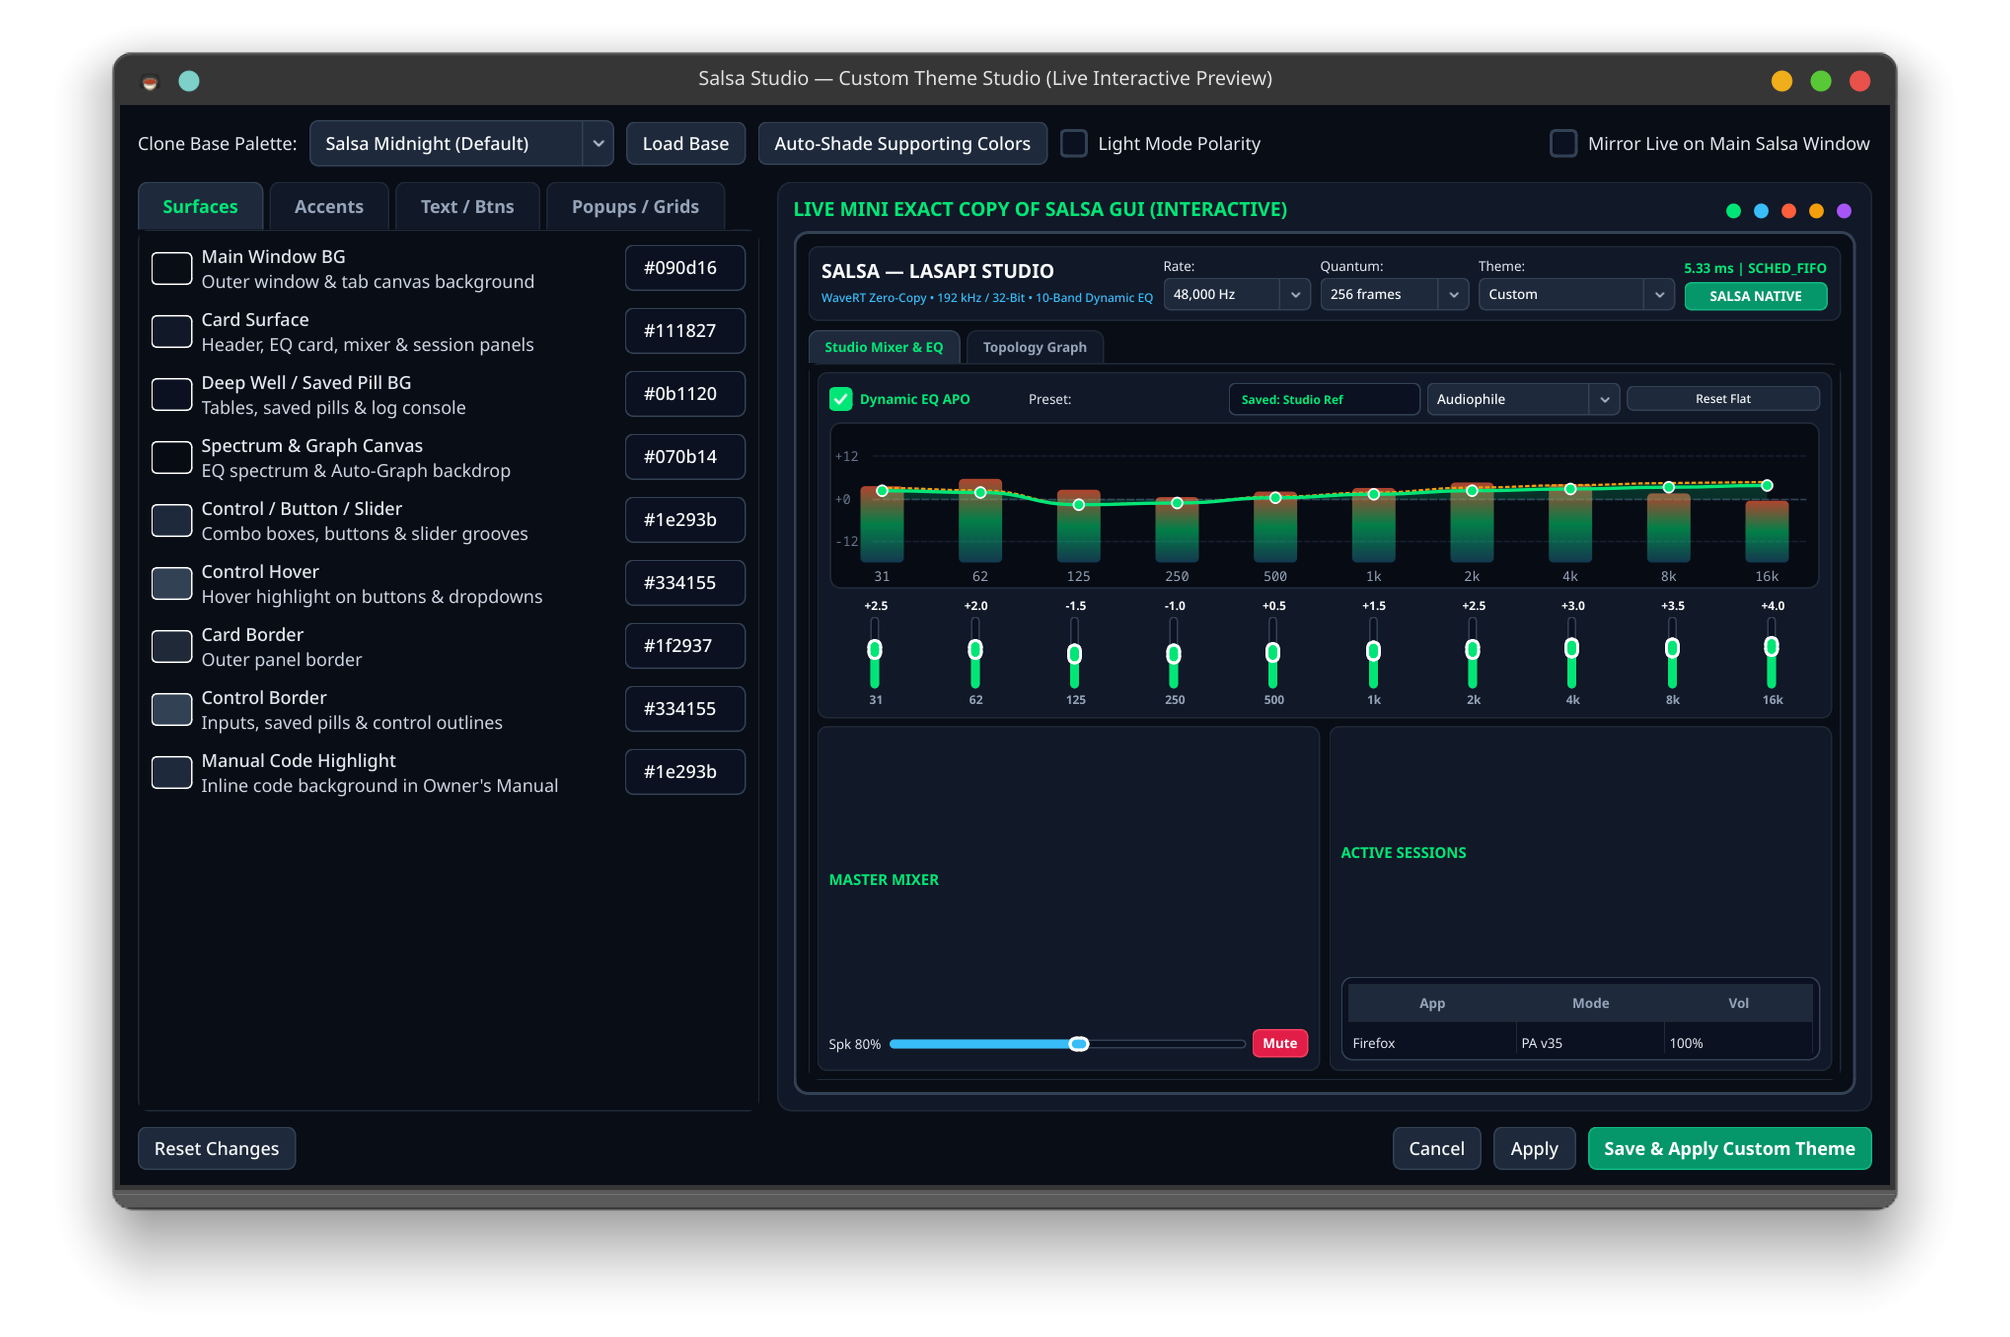 Salsa Studio — Custom Theme Studio (Live Interactive Preview)
Clone Base Palette: Salsa Midnight (Default) Load Base Auto-Shade Supporting Colors Light Mode Polarity Mirror Live on Main Salsa Window
Surfaces Accents Text / Btns Popups / Grids
Main Window BG
Outer window & tab canvas background
#090d16
Card Surface
Header, EQ card, mixer & session panels
#111827
Deep Well / Saved Pill BG
Tables, saved pills & log console
#0b1120
Spectrum & Graph Canvas
EQ spectrum & Auto-Graph backdrop
#070b14
Control / Button / Slider
Combo boxes, buttons & slider grooves
#1e293b
Control Hover
Hover highlight on buttons & dropdowns
#334155
Card Border
Outer panel border
#1f2937
Control Border
Inputs, saved pills & control outlines
#334155
Manual Code Highlight
Inline code background in Owner's Manual
#1e293b
LIVE MINI EXACT COPY OF SALSA GUI (INTERACTIVE)
SALSA — LASAPI STUDIO
WaveRT Zero-Copy • 192 kHz / 32-Bit • 10-Band Dynamic EQ
Rate:
48,000 Hz
Quantum:
256 frames
Theme:
Custom
5.33 ms | SCHED_FIFO
SALSA NATIVE
Studio Mixer & EQ Topology Graph
Dynamic EQ APO Preset: Saved: Studio Ref Audiophile Reset Flat
+12
+0
-12
31 62 125 250 500 1k 2k 4k 8k 16k
+2.5 +2.0 -1.5 -1.0 +0.5 +1.5 +2.5 +3.0 +3.5 +4.0
31 62 125 250 500 1k 2k 4k 8k 16k
MASTER MIXER
Spk 80% Mute
ACTIVE SESSIONS
App Mode Vol
Firefox PA v35 100%
Reset Changes Cancel Apply Save & Apply Custom Theme